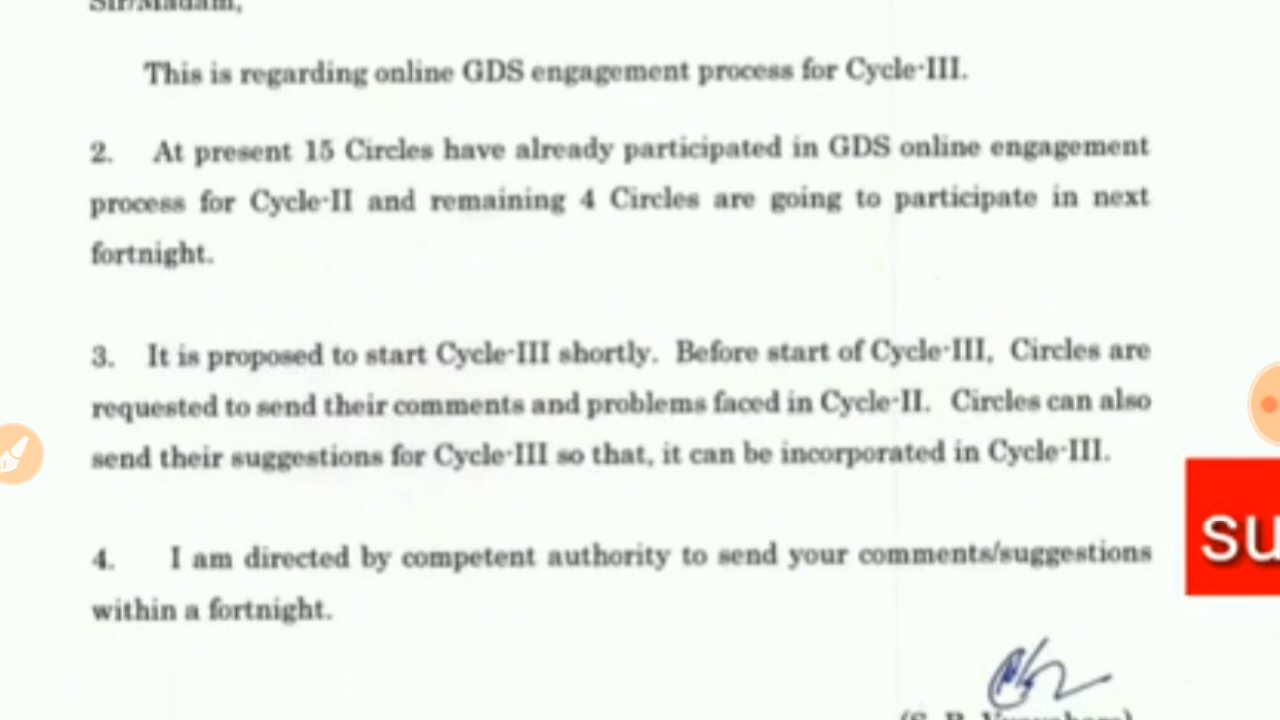 Sir/Madam,
This is regarding online GDS engagement process for Cycle-III.
2. At present 15 Circles have already participated in GDS online engagement
process for Cycle-II and remaining 4 Circles are going to participate in next
fortnight.
3. It is proposed to start Cycle-III shortly. Before start of Cycle-III, Circles are
requested to send their comments and problems faced in Cycle-II. Circles can also
send their suggestions for Cycle-III so that, it can be incorporated in Cycle-III.
SU
4. I am directed by competent authority to send your comments/suggestions
within a fortnight.